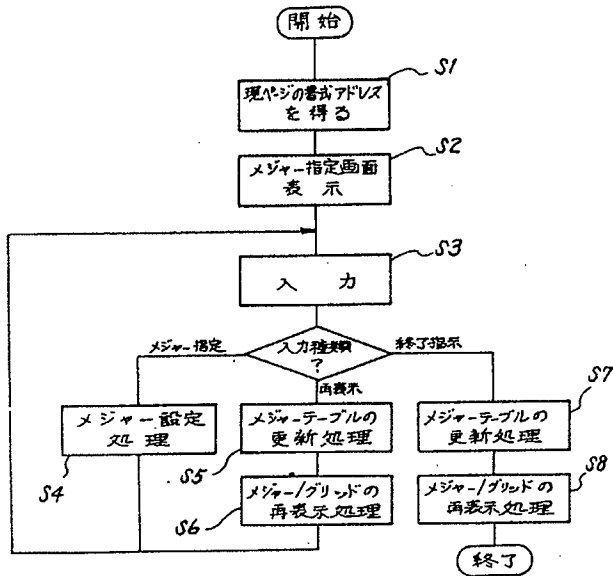 開始
S1
現ページの書式アドレス
を得る
S2
メジャー指定画面
表示
S3
入力
メジャー指定
入力種類
?
終了指示
再表示
S7
メジャー設定
処理
S4
メジャーテーブルの
更新処理
S5
メジャーテーブルの
更新処理
S8
メジャー/グリッドの
再表示処理
S6
メジャー/グリッドの
再表示処理
終了